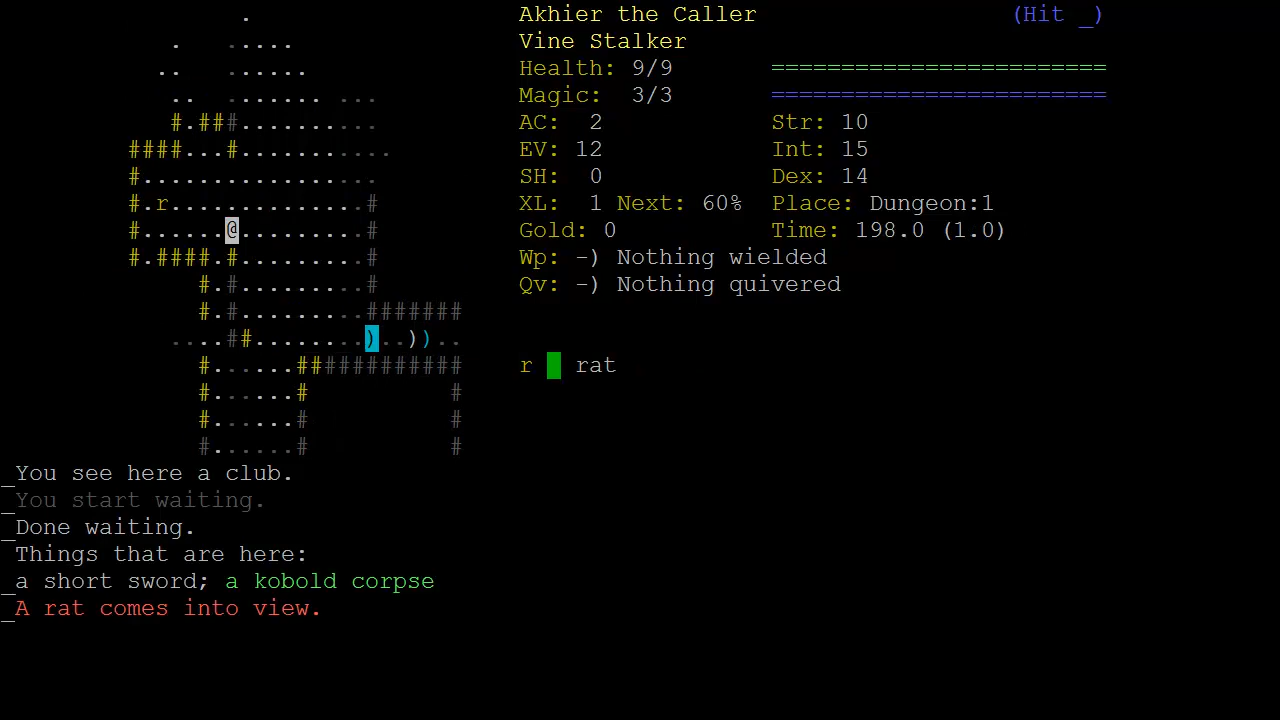 .
. .....
.. ......
.. ....... ...
#.###..........
####...#...........
#.................
#.r..............#
#......@.........#
#.####.#.........#
#.#.........#
#.#.........#######
....##........)..))..
#......###########
#......# #
#......# #
#......# #
Akhier the Caller (Hit _)
Vine Stalker
Health: 9/9 ========================
Magic: 3/3 ========================
AC: 2 Str: 10
EV: 12 Int: 15
SH: 0 Dex: 14
XL: 1 Next: 60% Place: Dungeon:1
Gold: 0 Time: 198.0 (1.0)
Wp: -) Nothing wielded
Qv: -) Nothing quivered
r rat
_You see here a club.
_You start waiting.
_Done waiting.
Things that are here:
_a short sword; a kobold corpse
_A rat comes into view.